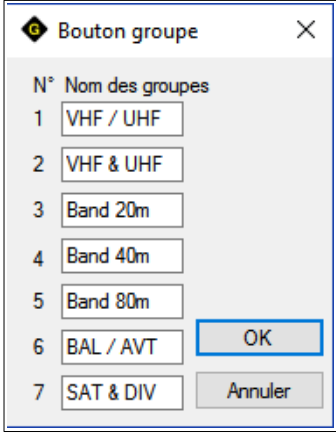 G Bouton groupe
N° Nom des groupes
1 VHF / UHF
2 VHF & UHF
3 Band 20m
4 Band 40m
5 Band 80m
6 BAL / AVT OK
7 SAT & DIV Annuler